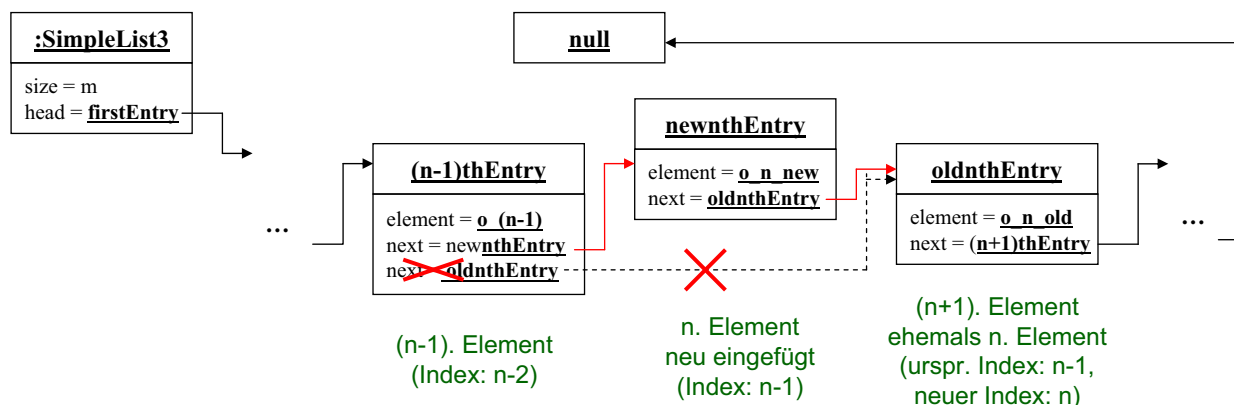 :SimpleList3
size = m
head = firstEntry
null
...
(n-1)thEntry
element = o_(n-1)
next = newnthEntry
next = oldnthEntry
(n-1). Element
(Index: n-2)
newnthEntry
element = o_n_new
next = oldnthEntry
n. Element
neu eingefügt
(Index: n-1)
oldnthEntry
element = o_n_old
next = (n+1)thEntry
(n+1). Element
ehemals n. Element
(urspr. Index: n-1,
neuer Index: n)
...